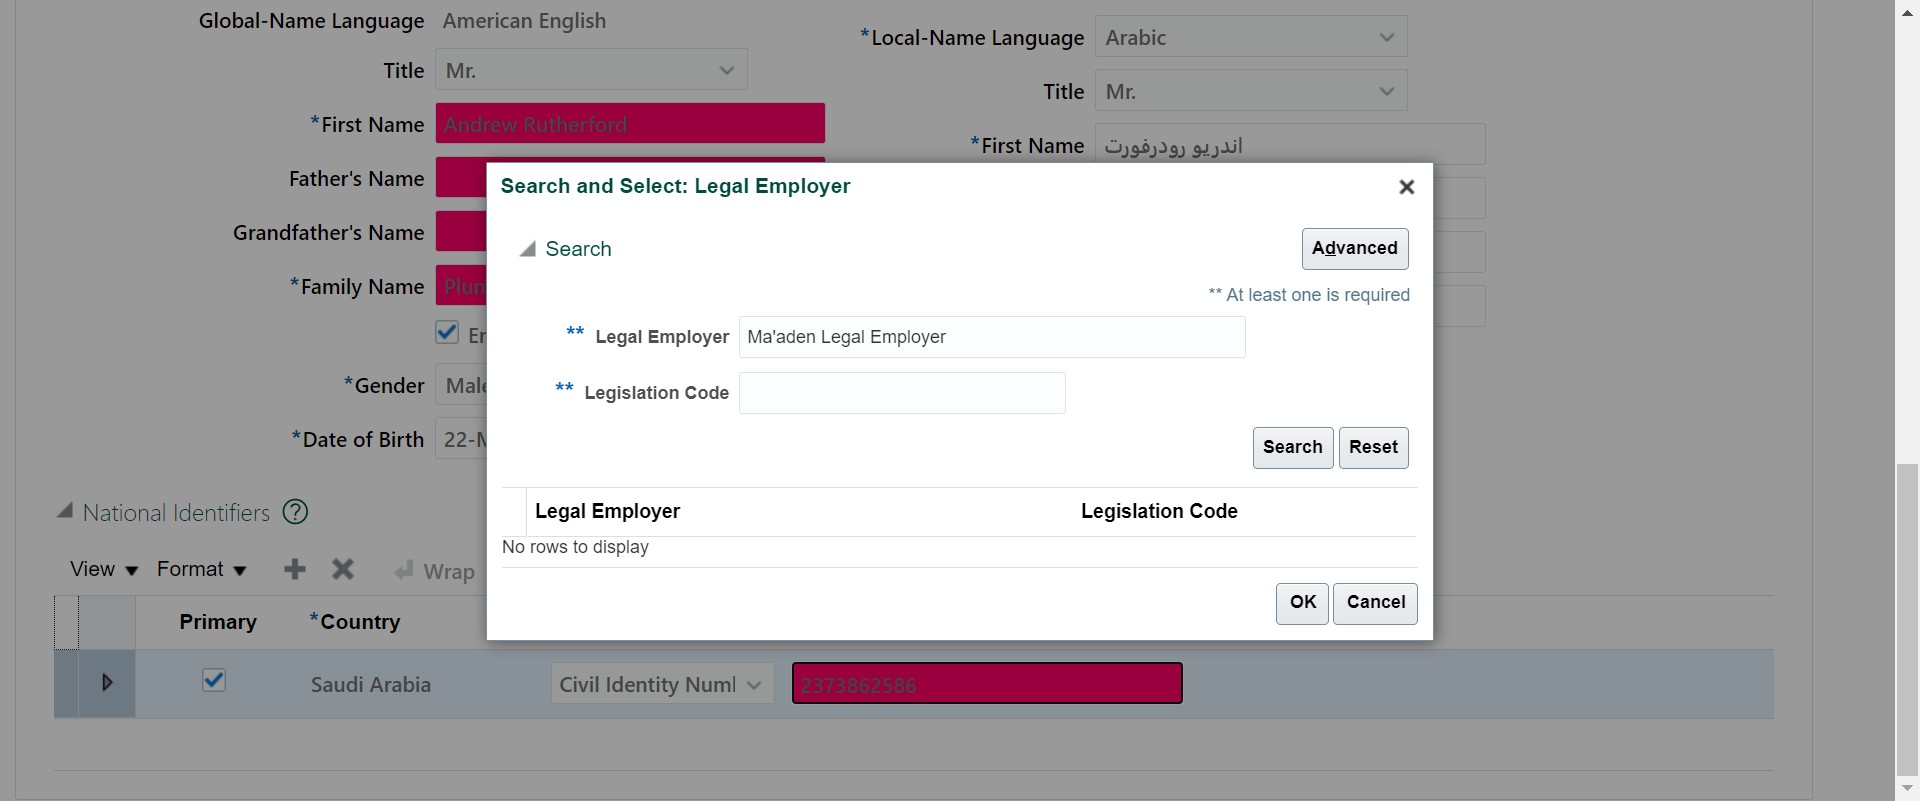 Global-Name Language American English
*Local-Name Language Arabic
Title Mr.
Title Mr.
*First Name Andrew Rutherford
*First Name اندريو رودرفورت
Father's Name
Grandfather's Name
*Family Name
*Gender Male
*Date of Birth 22-
Search and Select: Legal Employer
Search
Advanced
** At least one is required
** Legal Employer Ma'aden Legal Employer
** Legislation Code
Search Reset
Legal Employer Legislation Code
No rows to display
OK Cancel
National Identifiers ?
View Format Wrap
Primary *Country
Saudi Arabia Civil Identity Numl 2373862586